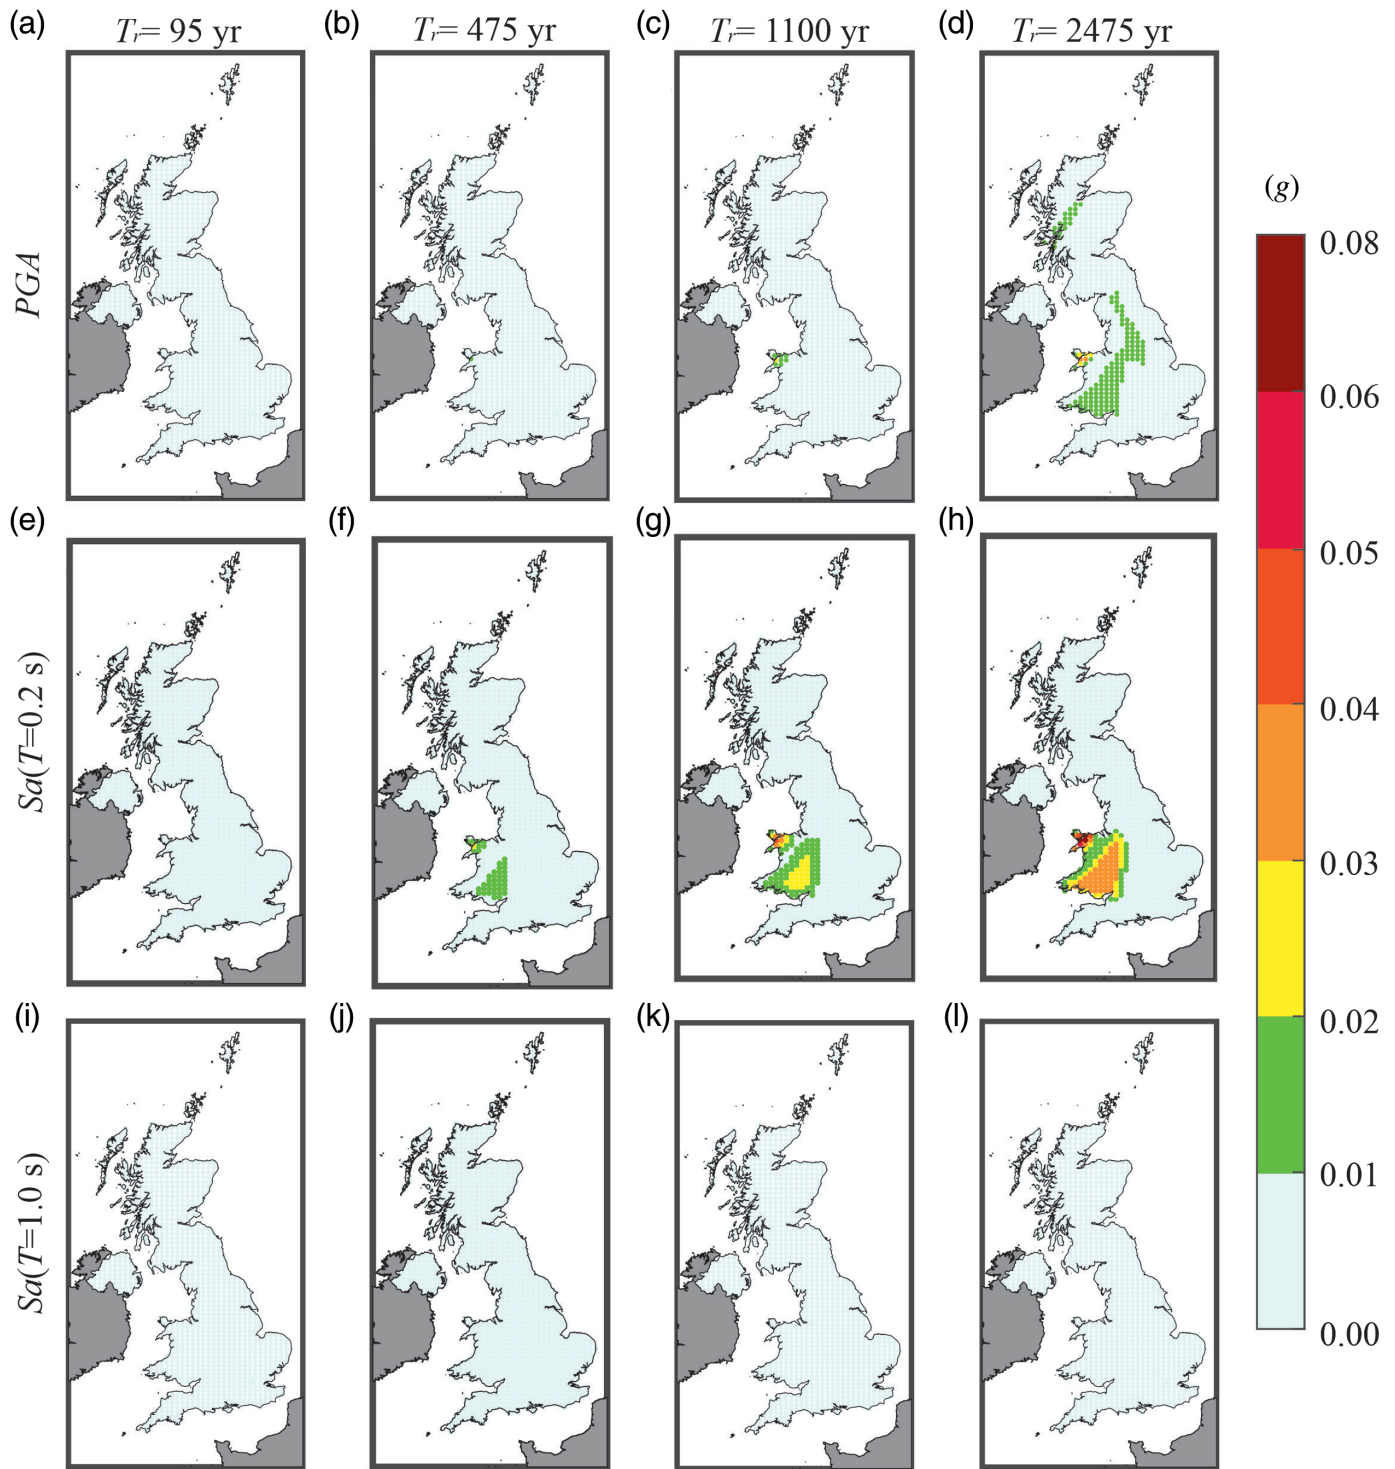 (a) Tr= 95 yr (b) Tr= 475 yr (c) Tr= 1100 yr (d) Tr= 2475 yr
PGA
(g)
0.08
0.06
0.05
0.04
0.03
0.02
0.01
0.00
(e) (f) (g) (h)
Sa(T=0.2 s)
(i) (j) (k) (l)
Sa(T=1.0 s)